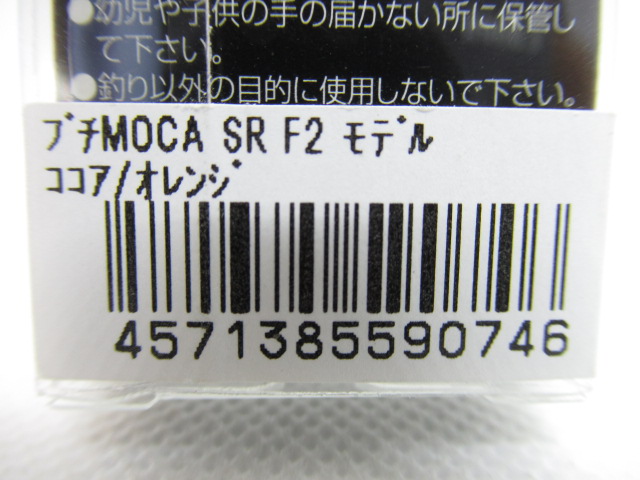 ●幼児や子供の手の届かない所に保管し
て下さい。
●釣り以外の目的に使用しないで下さい。
ﾌﾟﾁMOCA SR F2 ﾓﾃﾞﾙ
ｺｺｱ/ｵﾚﾝｼﾞ
4571385590746